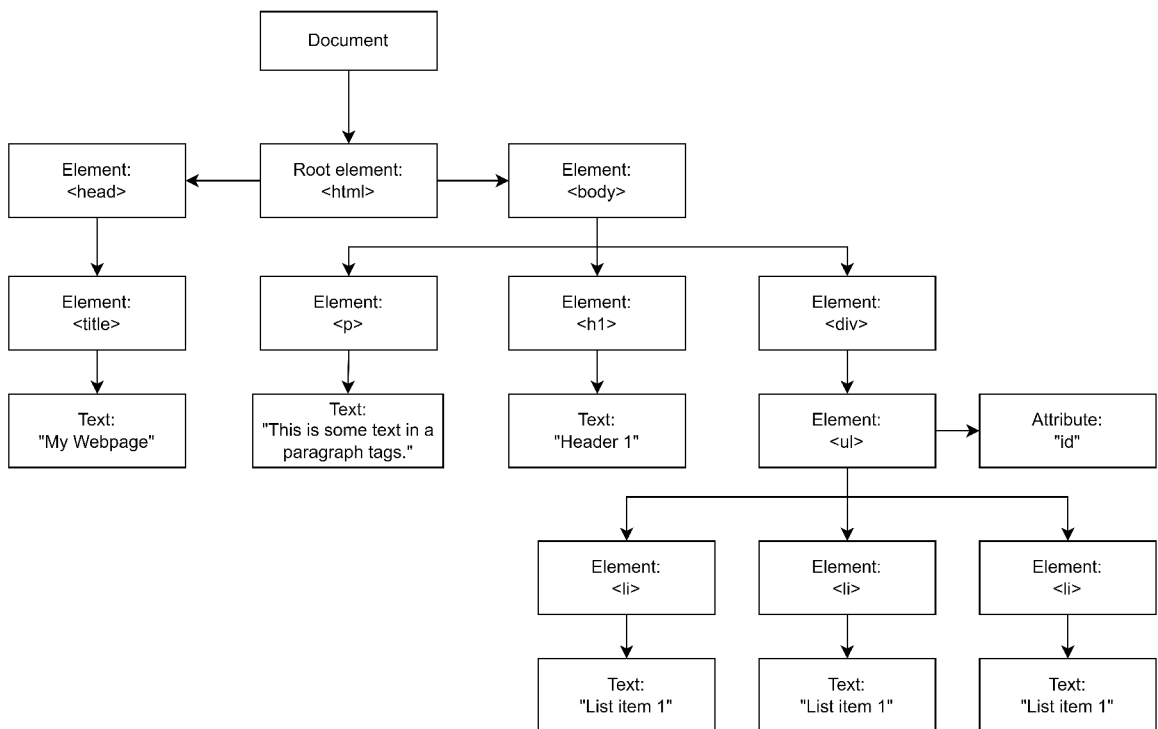 Document
Element:
<head>
Root element:
<html>
Element:
<body>
Element:
<title>
Element:
<p>
Element:
<h1>
Element:
<div>
Text:
"My Webpage"
Text:
"This is some text in a
paragraph tags."
Text:
"Header 1"
Element:
<ul>
Attribute:
"id"
Element:
<li>
Element:
<li>
Element:
<li>
Text:
"List item 1"
Text:
"List item 1"
Text:
"List item 1"